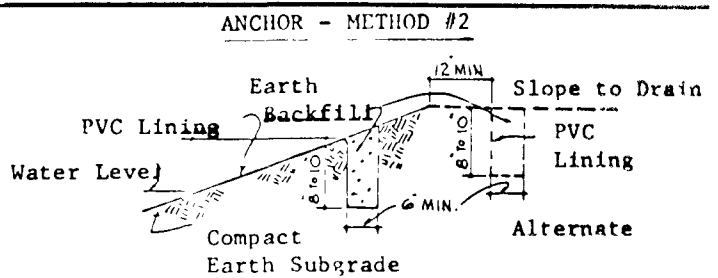 ANCHOR - METHOD #2
12" MIN
Earth
Backfill
Slope to Drain
PVC Lining
PVC
Lining
Water Level
8 To 10
8 To 10
6" MIN.
Alternate
Compact
Earth Subgrade